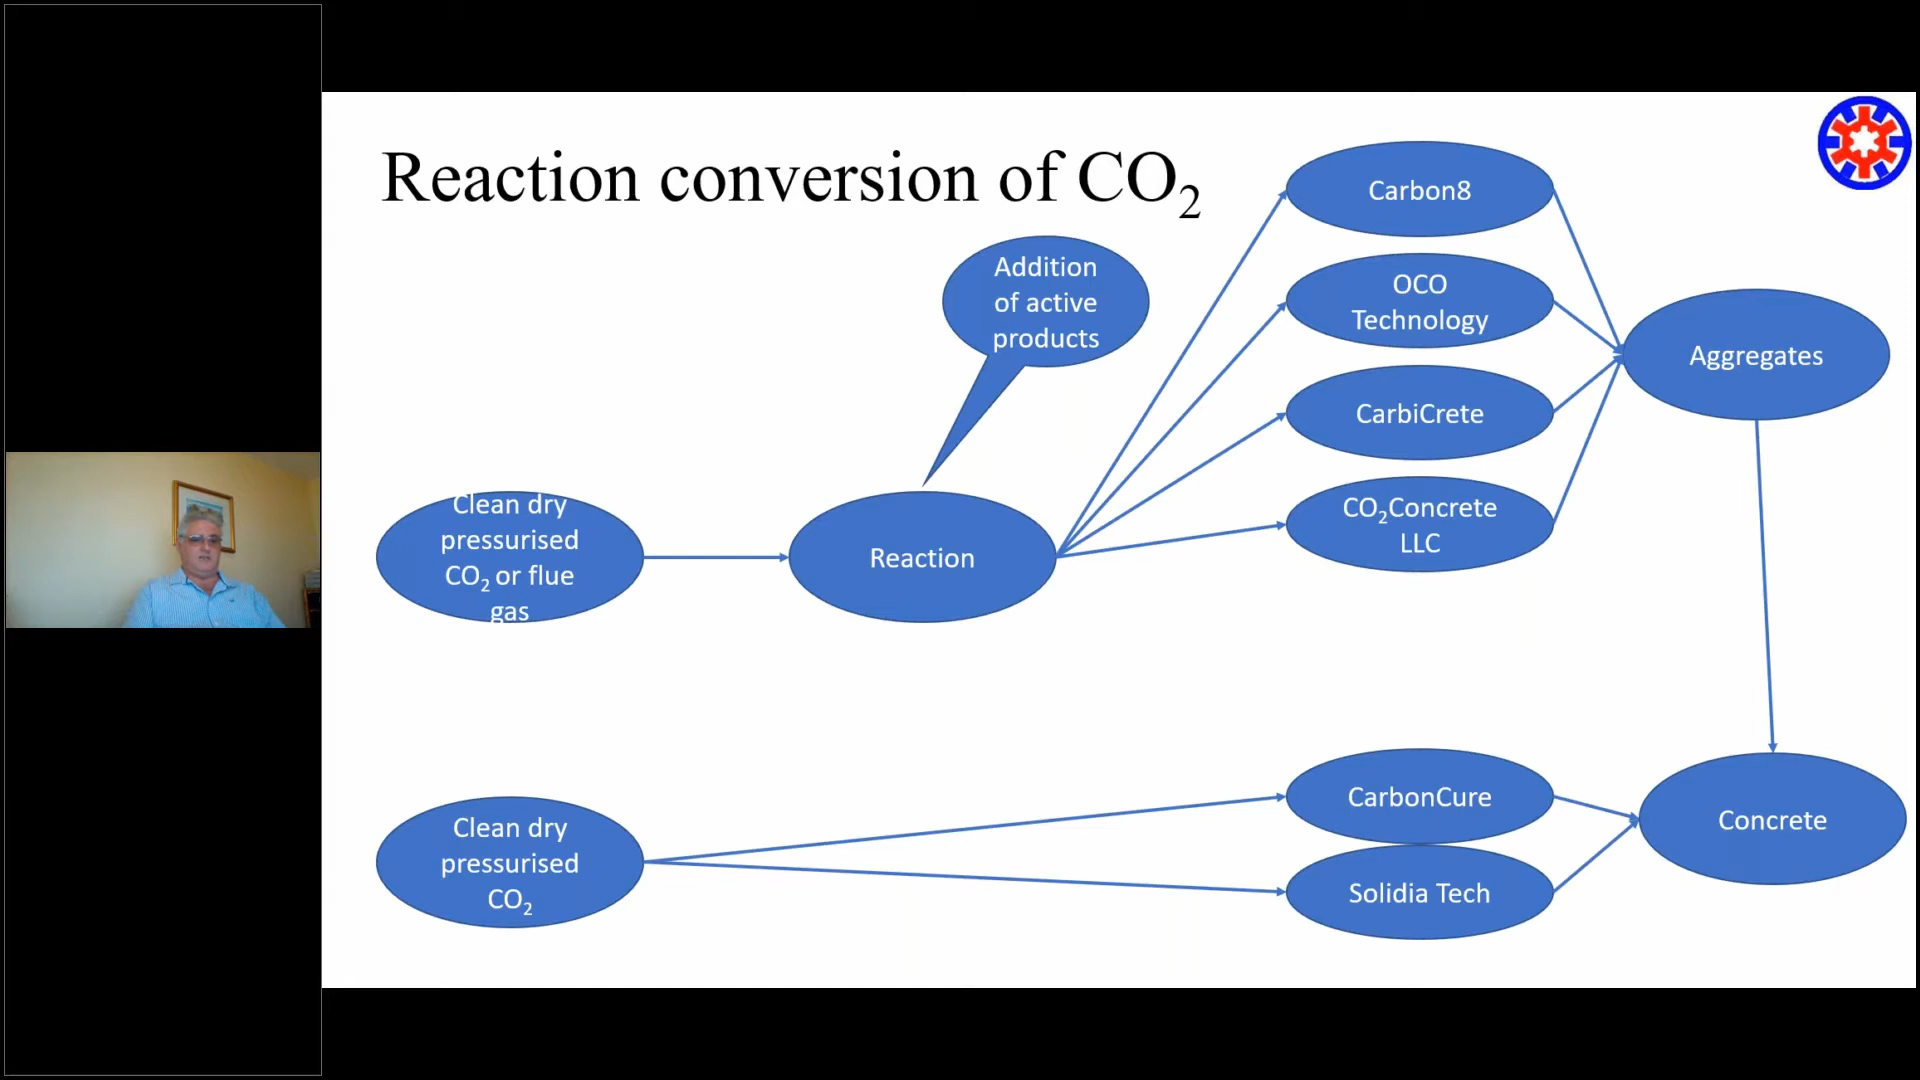 Reaction conversion of CO₂
Addition
of active
products
Clean dry
pressurised
CO₂ or flue
gas
Reaction
Carbon8
OCO
Technology
CarbiCrete
CO₂Concrete
LLC
Aggregates
Clean dry
pressurised
CO₂
CarbonCure
Solidia Tech
Concrete